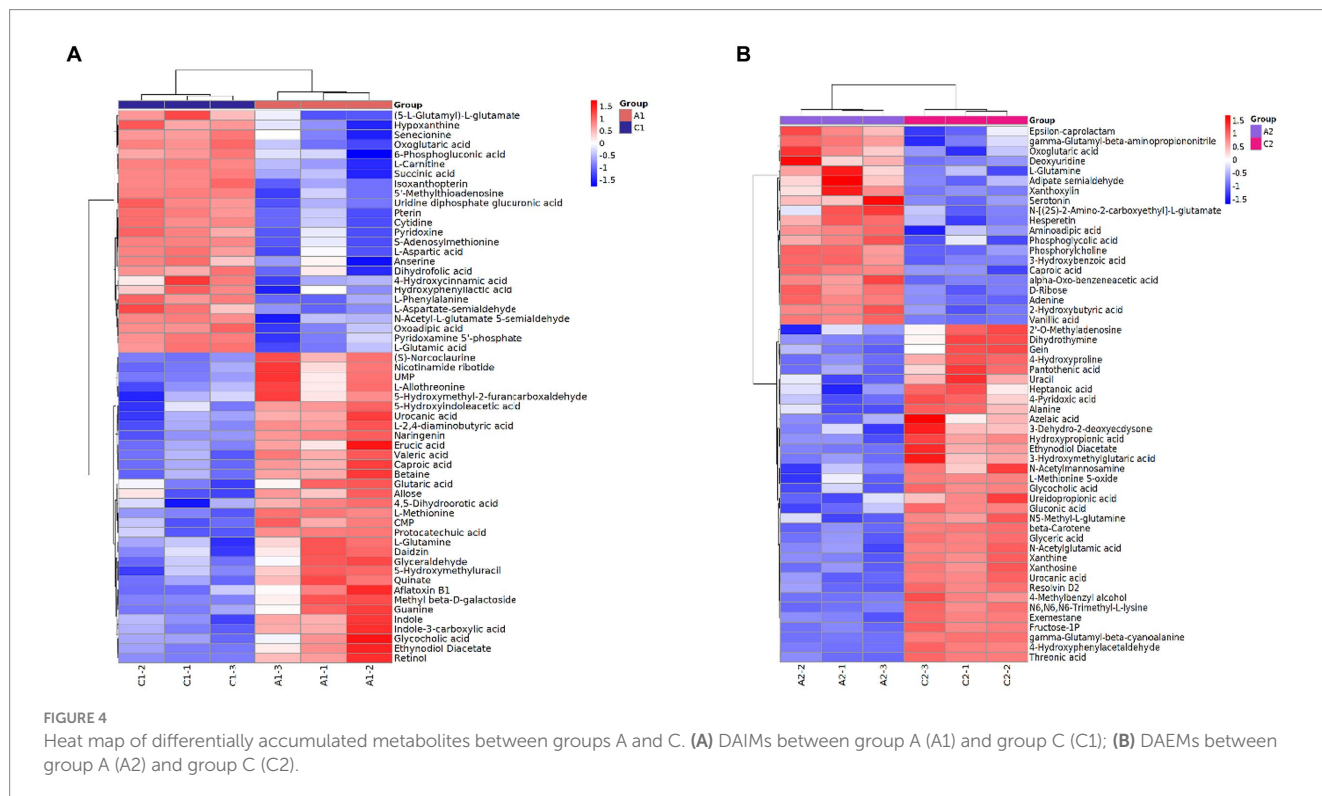 A
Group
(5-L-Glutamyl)-L-glutamate
Hypoxanthine
Senecionine
Oxoglutaric acid
6-Phosphogluconic acid
L-Carnitine
Succinic acid
Isoxanthopterin
5'-Methylthioadenosine
Uridine diphosphate glucuronic acid
Pterin
Cytidine
Pyridoxine
S-Adenosylmethionine
L-Aspartic acid
Anserine
Dihydrofolic acid
4-Hydroxycinnamic acid
Hydroxyphenyllactic acid
L-Phenylalanine
L-Aspartate-semialdehyde
N-Acetyl-L-glutamate 5-semialdehyde
Oxoadipic acid
Pyridoxamine 5'-phosphate
L-Glutamic acid
(S)-Norcoclaurine
Nicotinamide ribotide
UMP
L-Allothreonine
5-Hydroxymethyl-2-furancarboxaldehyde
5-Hydroxyindoleacetic acid
Urocanic acid
L-2,4-diaminobutyric acid
Naringenin
Erucic acid
Valeric acid
Caproic acid
Betaine
Glutaric acid
Allose
4,5-Dihydroorotic acid
L-Methionine
CMP
Protocatechuic acid
L-Glutamine
Daidzin
Glyceraldehyde
5-Hydroxymethyluracil
Quinate
Aflatoxin B1
Methyl beta-D-galactoside
Guanine
Indole
Indole-3-carboxylic acid
Glycocholic acid
Ethynodiol Diacetate
Retinol
C1-2
C1-1
C1-3
A1-3
A1-1
A1-2
1.5
1
0.5
0
-0.5
-1
-1.5
Group
A1
C1
B
Group
Epsilon-caprolactam
gamma-Glutamyl-beta-aminopropiononitrile
Oxoglutaric acid
Deoxyuridine
L-Glutamine
Adipate semialdehyde
Xanthoxylin
Serotonin
N-[(2S)-2-Amino-2-carboxyethyl]-L-glutamate
Hesperetin
Aminoadipic acid
Phosphoglycolic acid
Phosphorylcholine
3-Hydroxybenzoic acid
Caproic acid
alpha-Oxo-benzeneacetic acid
D-Ribose
Adenine
2-Hydroxybutyric acid
Vanillic acid
2'-O-Methyladenosine
Dihydrothymine
Gein
4-Hydroxyproline
Pantothenic acid
Uracil
Heptanoic acid
4-Pyridoxic acid
Alanine
Azelaic acid
3-Dehydro-2-deoxyecdysone
Hydroxypropionic acid
Ethynodiol Diacetate
3-Hydroxymethylglutaric acid
N-Acetylmannosamine
L-Methionine S-oxide
Glycocholic acid
Ureidopropionic acid
Gluconic acid
N5-Methyl-L-glutamine
beta-Carotene
Glyceric acid
N-Acetylglutamic acid
Xanthine
Xanthosine
Urocanic acid
Resolvin D2
4-Methylbenzyl alcohol
N6,N6,N6-Trimethyl-L-lysine
Exemestane
Fructose-1P
gamma-Glutamyl-beta-cyanoalanine
4-Hydroxyphenylacetaldehyde
Threonic acid
A2-2
A2-1
A2-3
C2-3
C2-1
C2-2
1.5
1
0.5
0
-0.5
-1
-1.5
Group
A2
C2
FIGURE 4
Heat map of differentially accumulated metabolites between groups A and C. (A) DAIMs between group A (A1) and group C (C1); (B) DAEMs between
group A (A2) and group C (C2).